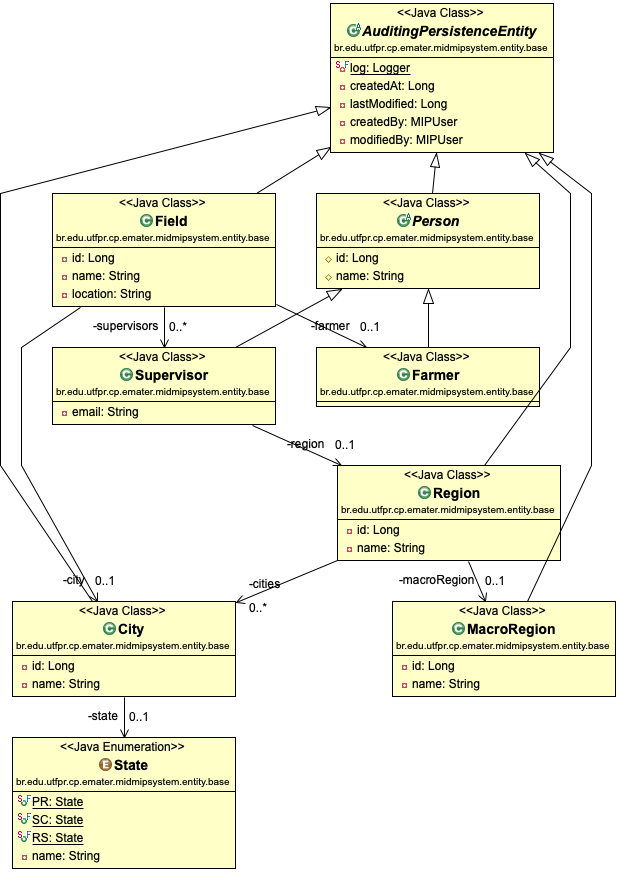 <<Java Class>>
AuditingPersistenceEntity
br.edu.utfpr.cp.emater.midmipsystem.entity.base
log: Logger
createdAt: Long
lastModified: Long
createdBy: MIPUser
modifiedBy: MIPUser
<<Java Class>>
Field
br.edu.utfpr.cp.emater.midmipsystem.entity.base
id: Long
name: String
location: String
<<Java Class>>
Person
br.edu.utfpr.cp.emater.midmipsystem.entity.base
id: Long
name: String
-supervisors 0..*
-farmer 0..1
<<Java Class>>
Supervisor
br.edu.utfpr.cp.emater.midmipsystem.entity.base
email: String
<<Java Class>>
Farmer
br.edu.utfpr.cp.emater.midmipsystem.entity.base
-region 0..1
<<Java Class>>
Region
br.edu.utfpr.cp.emater.midmipsystem.entity.base
id: Long
name: String
-city 0..1
-cities
0..*
-macroRegion 0..1
<<Java Class>>
City
br.edu.utfpr.cp.emater.midmipsystem.entity.base
id: Long
name: String
<<Java Class>>
MacroRegion
br.edu.utfpr.cp.emater.midmipsystem.entity.base
id: Long
name: String
-state 0..1
<<Java Enumeration>>
State
br.edu.utfpr.cp.emater.midmipsystem.entity.base
PR: State
SC: State
RS: State
name: String